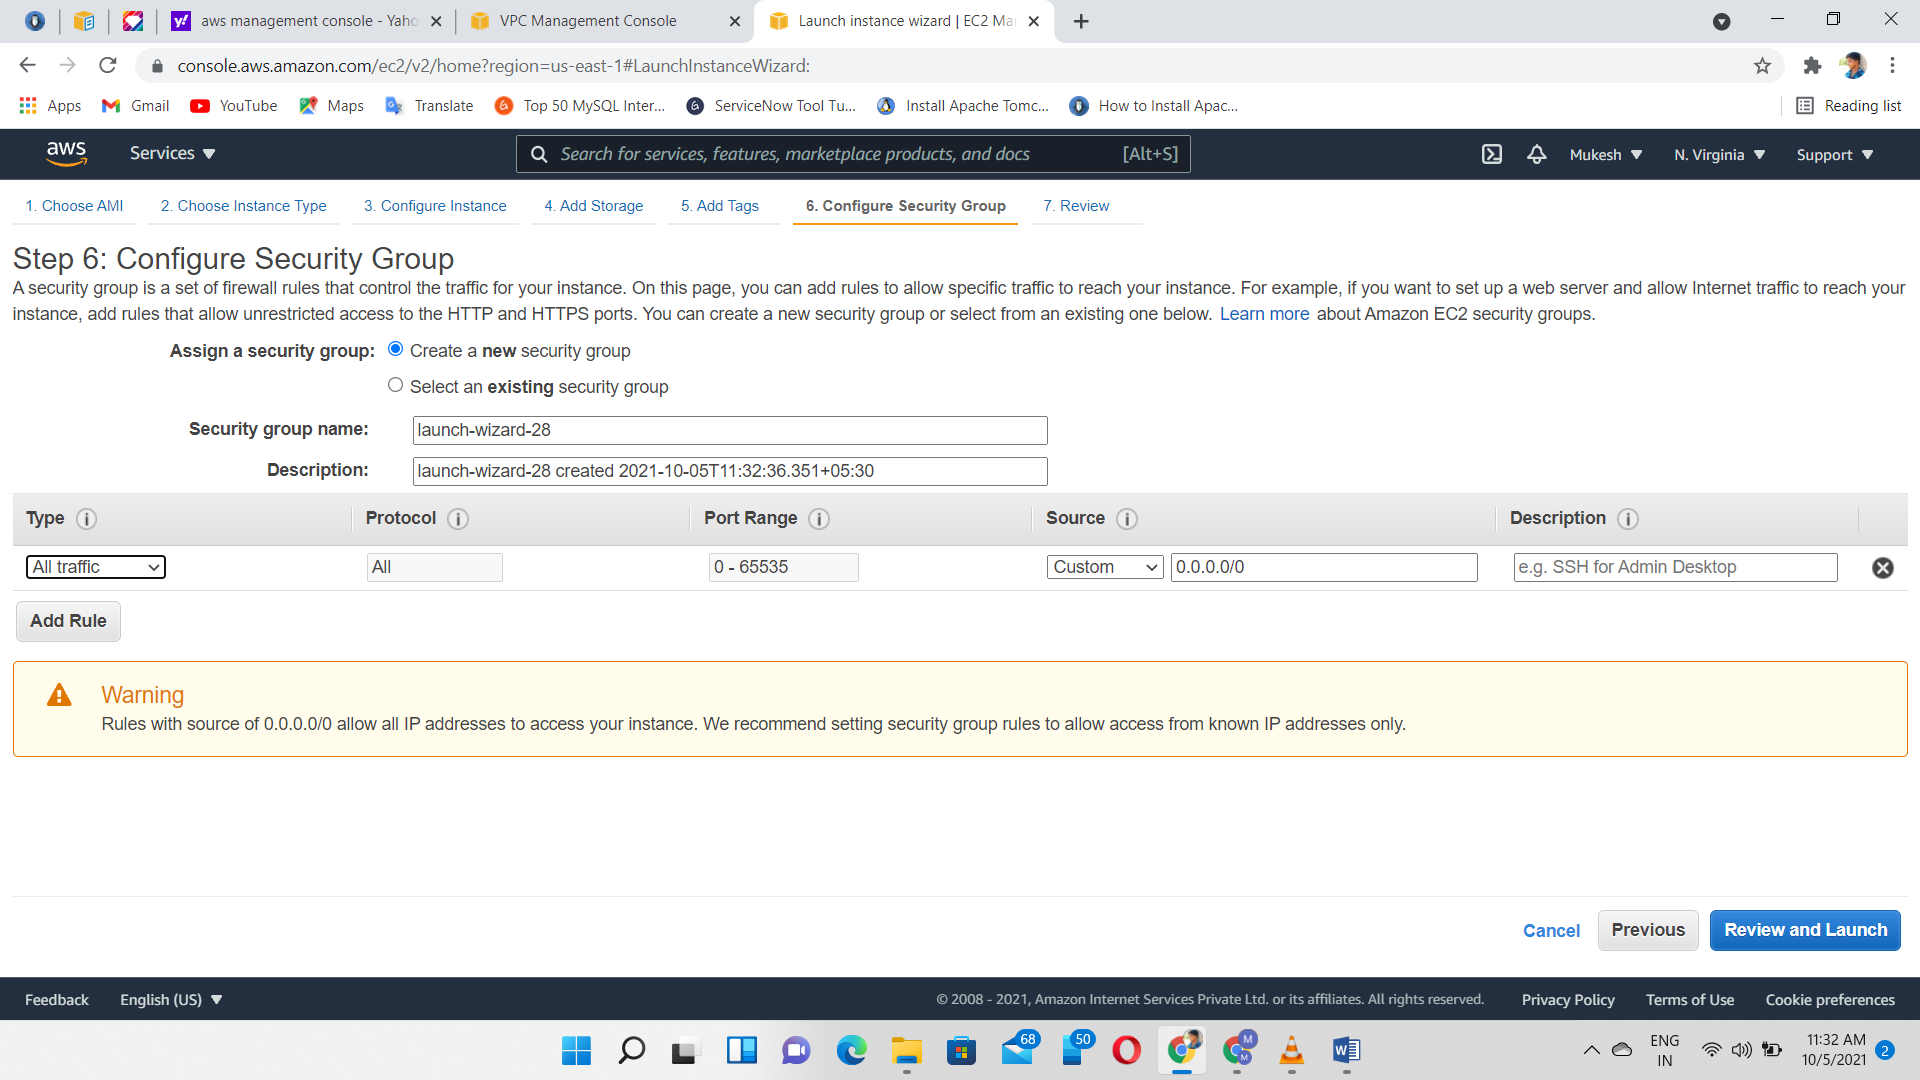 aws management console - Yaho
VPC Management Console
Launch instance wizard | EC2 Mar
console.aws.amazon.com/ec2/v2/home?region=us-east-1#LaunchInstanceWizard:
Apps
Gmail
YouTube
Maps
Translate
Top 50 MySQL Inter...
ServiceNow Tool Tu...
Install Apache Tomc...
How to Install Apac...
Reading list
aws
Services
Search for services, features, marketplace products, and docs
[Alt+S]
Mukesh
N. Virginia
Support
1. Choose AMI
2. Choose Instance Type
3. Configure Instance
4. Add Storage
5. Add Tags
6. Configure Security Group
7. Review
Step 6: Configure Security Group
A security group is a set of firewall rules that control the traffic for your instance. On this page, you can add rules to allow specific traffic to reach your instance. For example, if you want to set up a web server and allow Internet traffic to reach your
instance, add rules that allow unrestricted access to the HTTP and HTTPS ports. You can create a new security group or select from an existing one below. Learn more about Amazon EC2 security groups.
Assign a security group:
Create a new security group
Select an existing security group
Security group name:
launch-wizard-28
Description:
launch-wizard-28 created 2021-10-05T11:32:36.351+05:30
Type
Protocol
Port Range
Source
Description
All traffic
All
0 - 65535
Custom
0.0.0.0/0
e.g. SSH for Admin Desktop
Add Rule
Warning
Rules with source of 0.0.0.0/0 allow all IP addresses to access your instance. We recommend setting security group rules to allow access from known IP addresses only.
Cancel
Previous
Review and Launch
Feedback
English (US)
© 2008 - 2021, Amazon Internet Services Private Ltd. or its affiliates. All rights reserved.
Privacy Policy
Terms of Use
Cookie preferences
68
50
M
M
ENG
IN
11:32 AM
10/5/2021
2